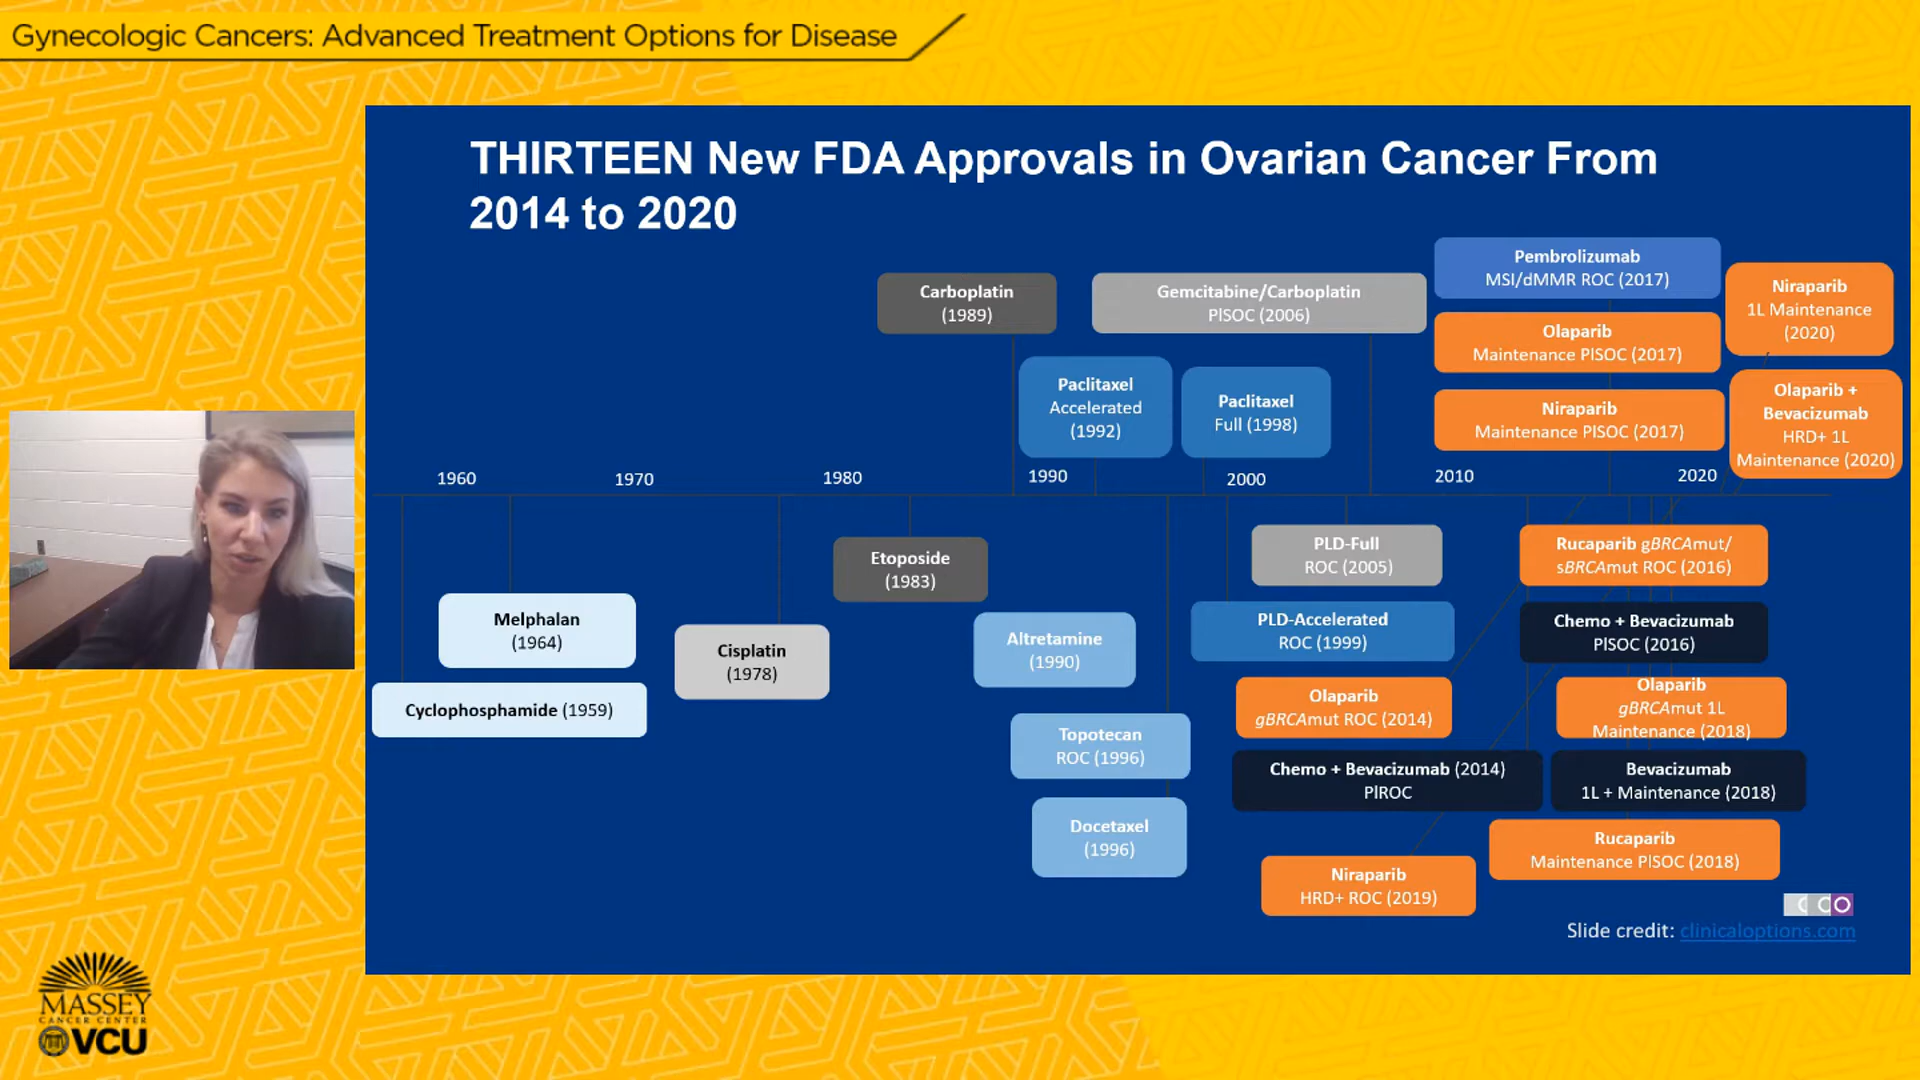 Gynecologic Cancers: Advanced Treatment Options for Disease
THIRTEEN New FDA Approvals in Ovarian Cancer From
2014 to 2020
Pembrolizumab
MSI/dMMR ROC (2017)
Carboplatin
(1989)
Gemcitabine/Carboplatin
PlSOC (2006)
Niraparib
1L Maintenance
(2020)
Olaparib
Maintenance PlSOC (2017)
Paclitaxel
Accelerated
(1992)
Paclitaxel
Full (1998)
Niraparib
Maintenance PlSOC (2017)
Olaparib +
Bevacizumab
HRD+ 1L
Maintenance (2020)
1960
1970
1980
1990
2000
2010
2020
Etoposide
(1983)
PLD-Full
ROC (2005)
Rucaparib gBRCAmut/
sBRCAmut ROC (2016)
Melphalan
(1964)
Cisplatin
(1978)
Altretamine
(1990)
PLD-Accelerated
ROC (1999)
Chemo + Bevacizumab
PlSOC (2016)
Cyclophosphamide (1959)
Olaparib
gBRCAmut ROC (2014)
Olaparib
gBRCAmut 1L
Maintenance (2018)
Topotecan
ROC (1996)
Chemo + Bevacizumab (2014)
PlROC
Bevacizumab
1L + Maintenance (2018)
Docetaxel
(1996)
Rucaparib
Maintenance PlSOC (2018)
Niraparib
HRD+ ROC (2019)
CCO
Slide credit: clinicaloptions.com
MASSEY
CANCER CENTER
VCU